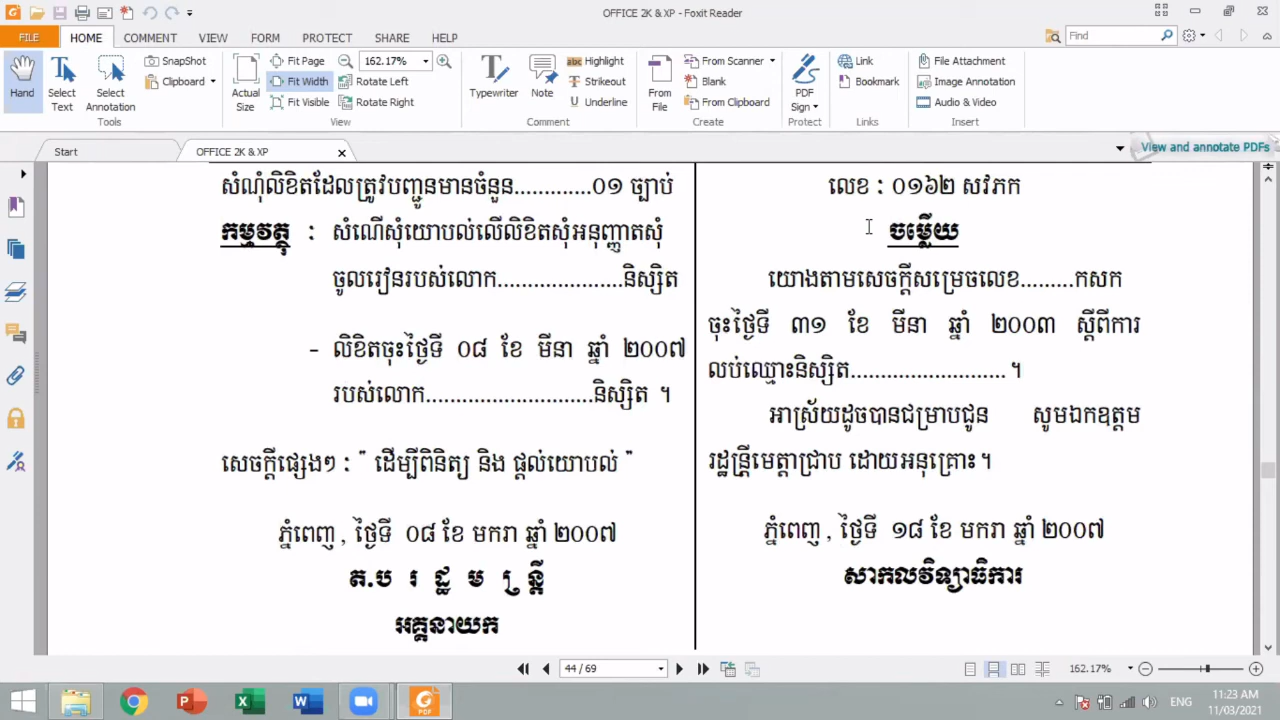 OFFICE 2K & XP - Foxit Reader
FILE HOME COMMENT VIEW FORM PROTECT SHARE HELP Find
Hand Select Text Select Annotation SnapShot Clipboard Tools
Actual Size Fit Page Fit Width Fit Visible 162.17% Rotate Left Rotate Right View
Typewriter Note Highlight Strikeout Underline Comment
From File From Scanner Blank From Clipboard Create
PDF Sign Protect
Link Bookmark Links
File Attachment Image Annotation Audio & Video Insert
Start OFFICE 2K & XP View and annotate PDFs
សំណុំលិខិតដែលត្រូវបញ្ជូនមានចំនួន.............០១ ច្បាប់
កម្មវត្ថុ : សំណើសុំយោបល់លើលិខិតសុំអនុញ្ញាតសុំ
ចូលរៀនរបស់លោក.....................និស្សិត
- លិខិតចុះថ្ងៃទី ០៨ ខែ មីនា ឆ្នាំ ២០០៧
របស់លោក............................និស្សិត ។
សេចក្តីផ្សេងៗ : " ដើម្បីពិនិត្យ និង ផ្តល់យោបល់ "
ភ្នំពេញ , ថ្ងៃទី ០៨ ខែ មករា ឆ្នាំ ២០០៧
ត.ប រ ដ្ឋ ម ន្ត្រី
អគ្គនាយក
លេខ : ០១៦២ សវភក
ចម្លើយ
យោងតាមសេចក្តីសម្រេចលេខ.........កសក
ចុះថ្ងៃទី ៣១ ខែ មីនា ឆ្នាំ ២០០៣ ស្តីពីការ
លប់ឈ្មោះនិស្សិត..........................។
អាស្រ័យដូចបានជម្រាបជូន សូមឯកឧត្តម
រដ្ឋន្ត្រីមេត្តាជ្រាប ដោយអនុគ្រោះ។
ភ្នំពេញ , ថ្ងៃទី ១៨ ខែ មករា ឆ្នាំ ២០០៧
សាកលវិទ្យាធិការ
44 / 69 162.17%
ENG 11:23 AM
11/03/2021